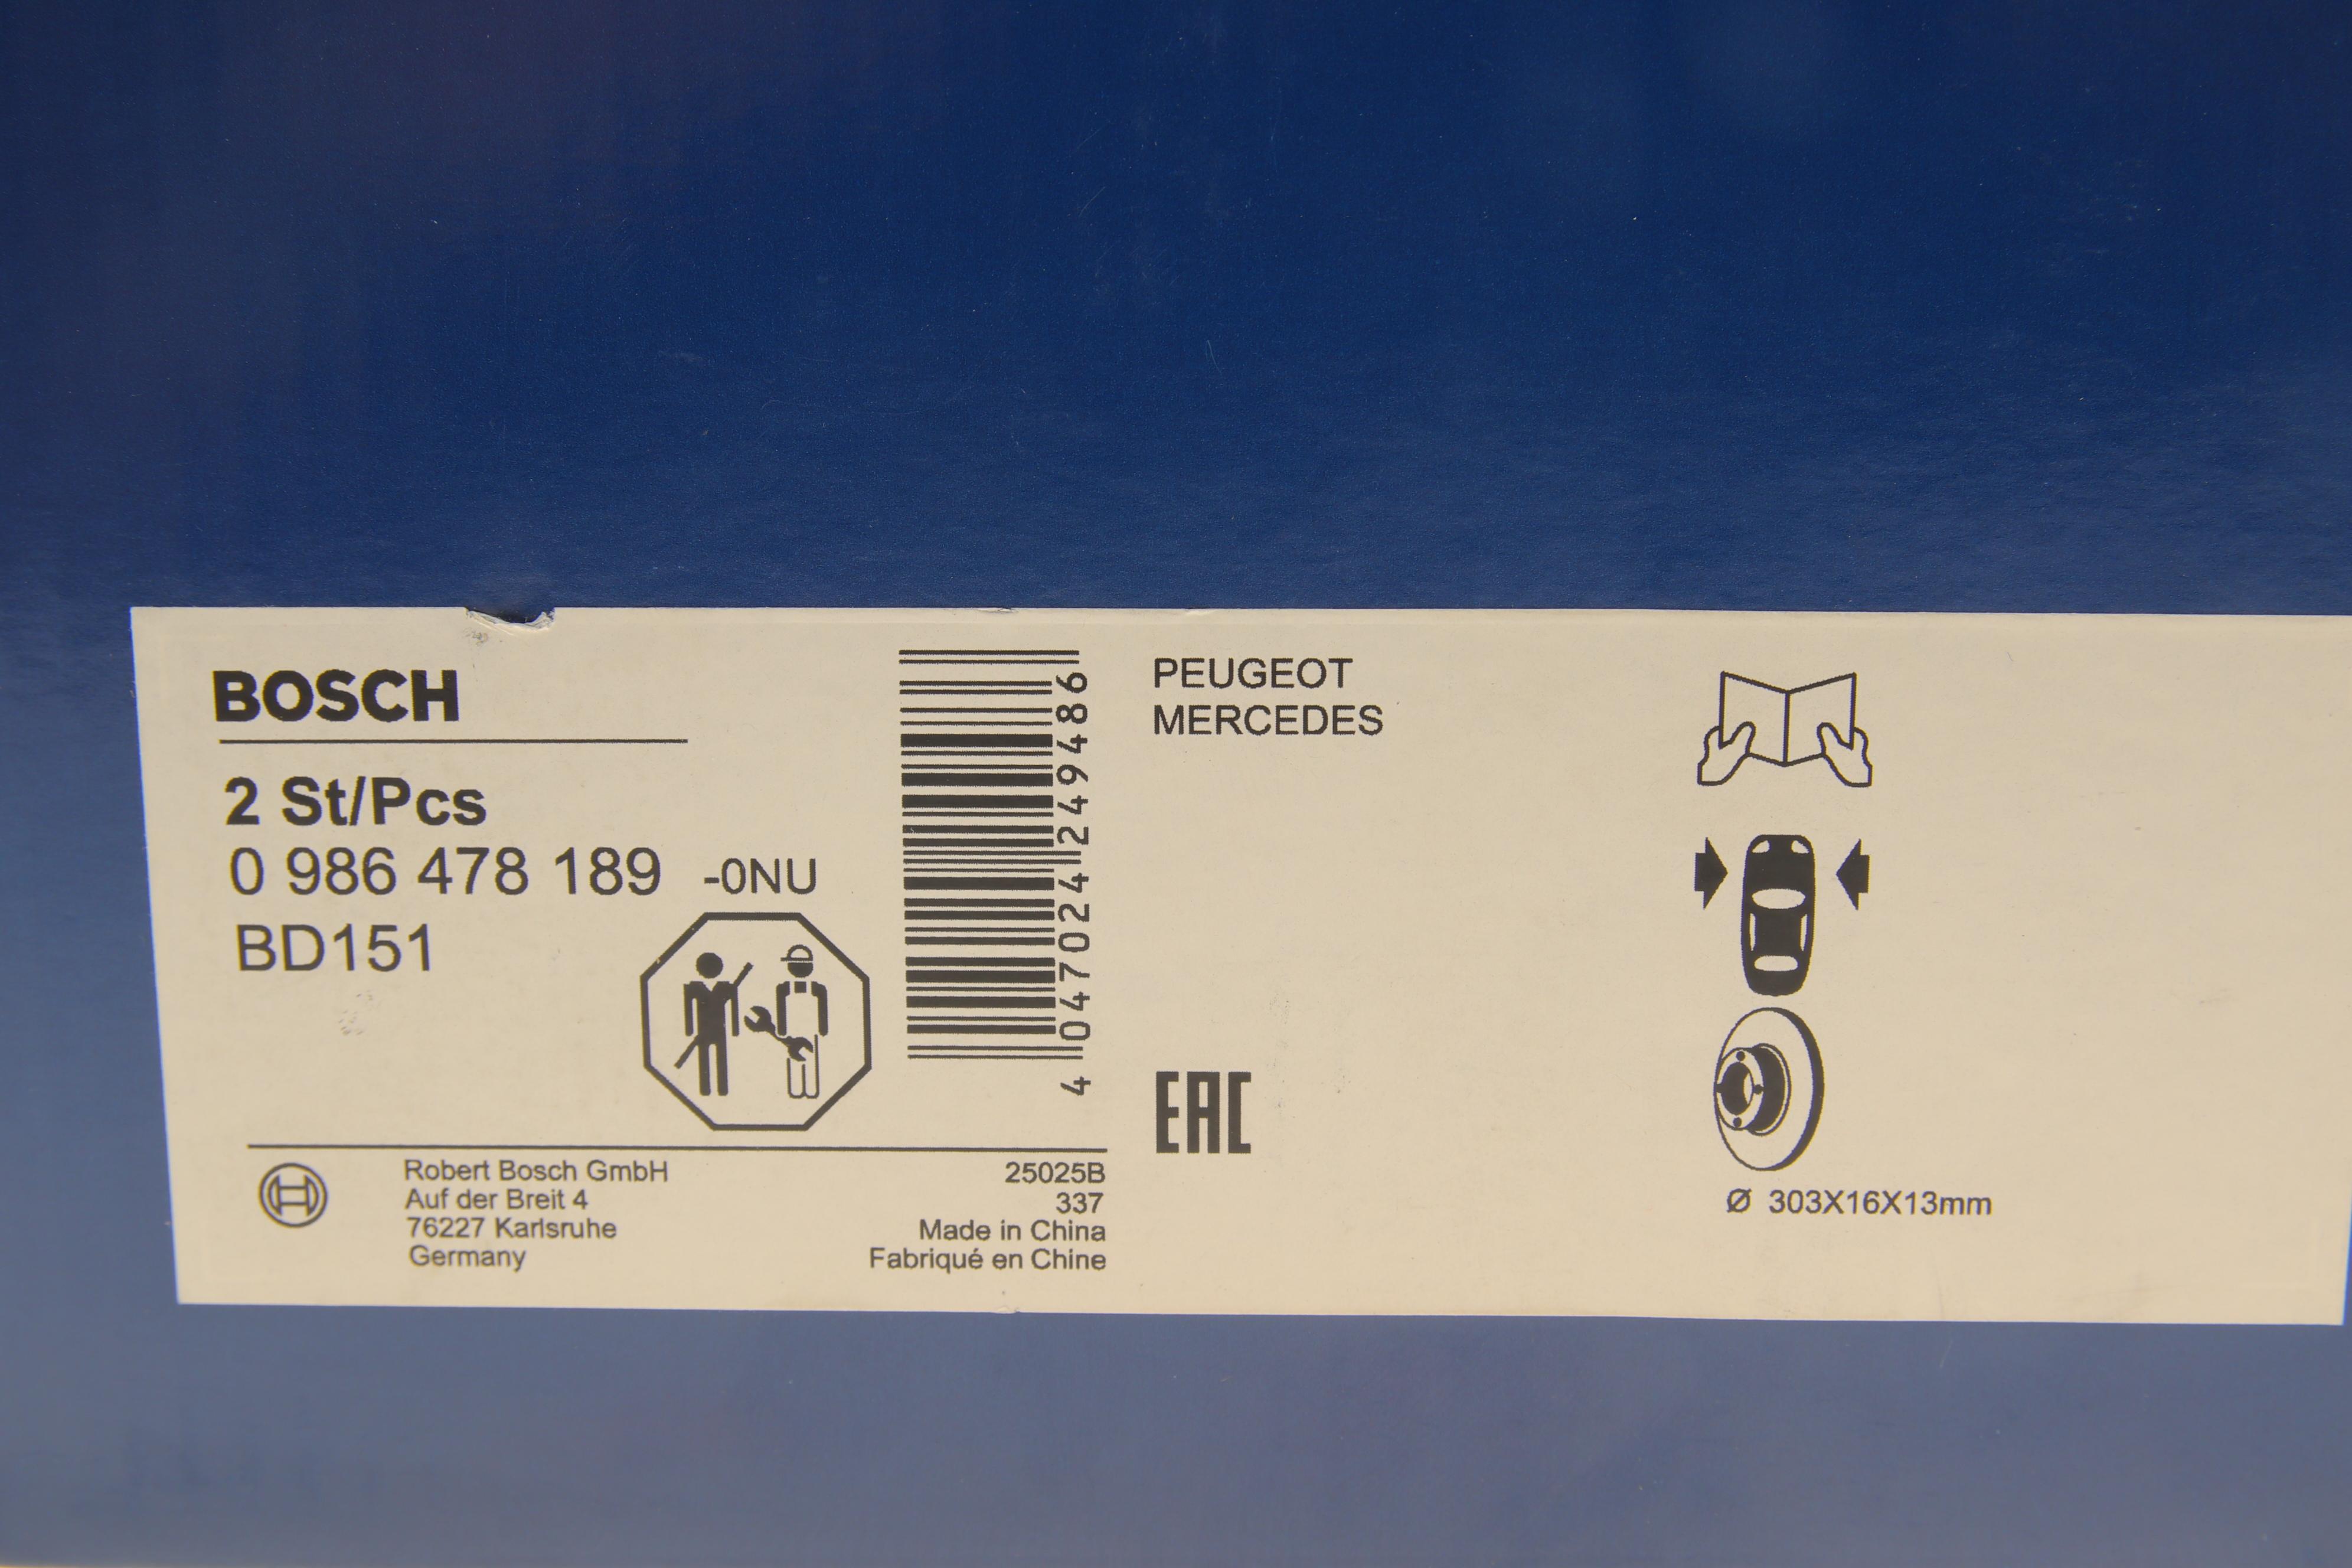 BOSCH
2 St/Pcs
0 986 478 189 -0NU
BD151
4 047024 249486
PEUGEOT
MERCEDES
EAC
Robert Bosch GmbH
Auf der Breit 4
76227 Karlsruhe
Germany
25025B
337
Made in China
Fabriqué en Chine
Ø 303X16X13mm